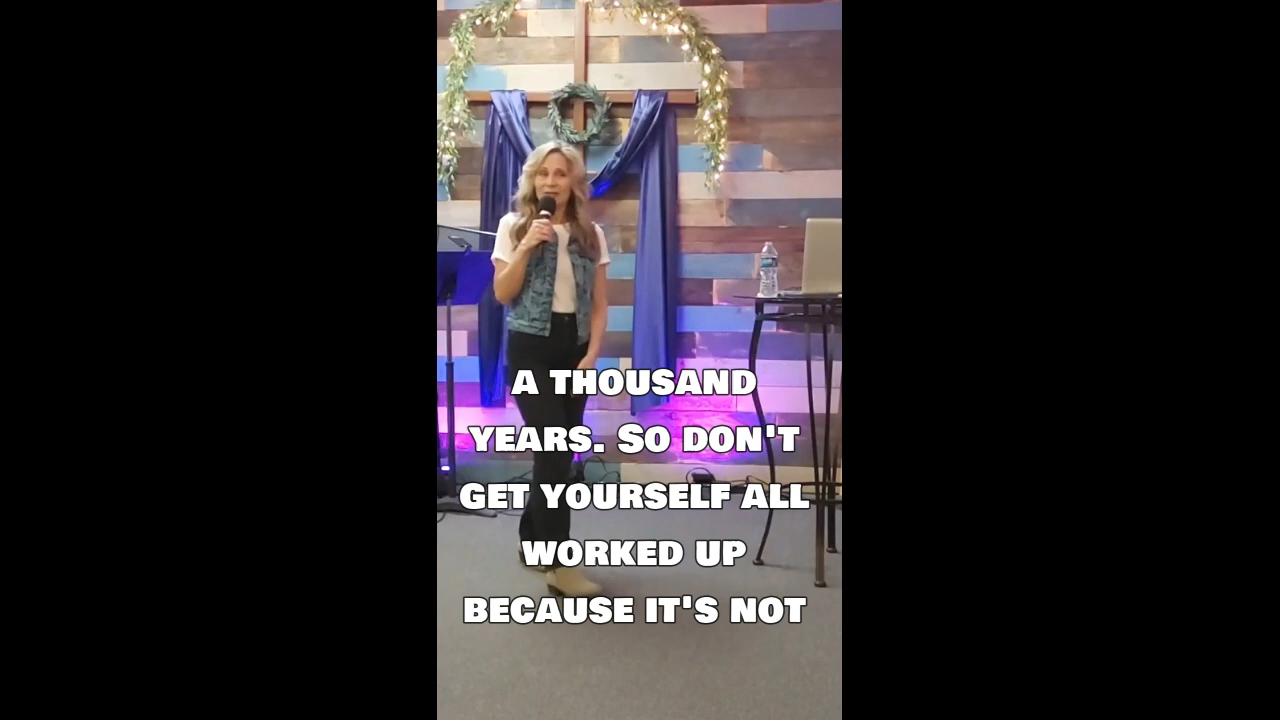 A THOUSAND
YEARS. SO DON'T
GET YOURSELF ALL
WORKED UP
BECAUSE IT'S NOT